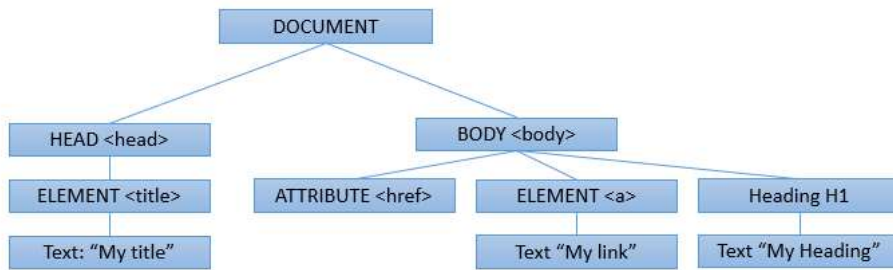 DOCUMENT
HEAD <head>
BODY <body>
ELEMENT <title>
ATTRIBUTE <href>
ELEMENT <a>
Heading H1
Text: “My title”
Text “My link”
Text “My Heading”